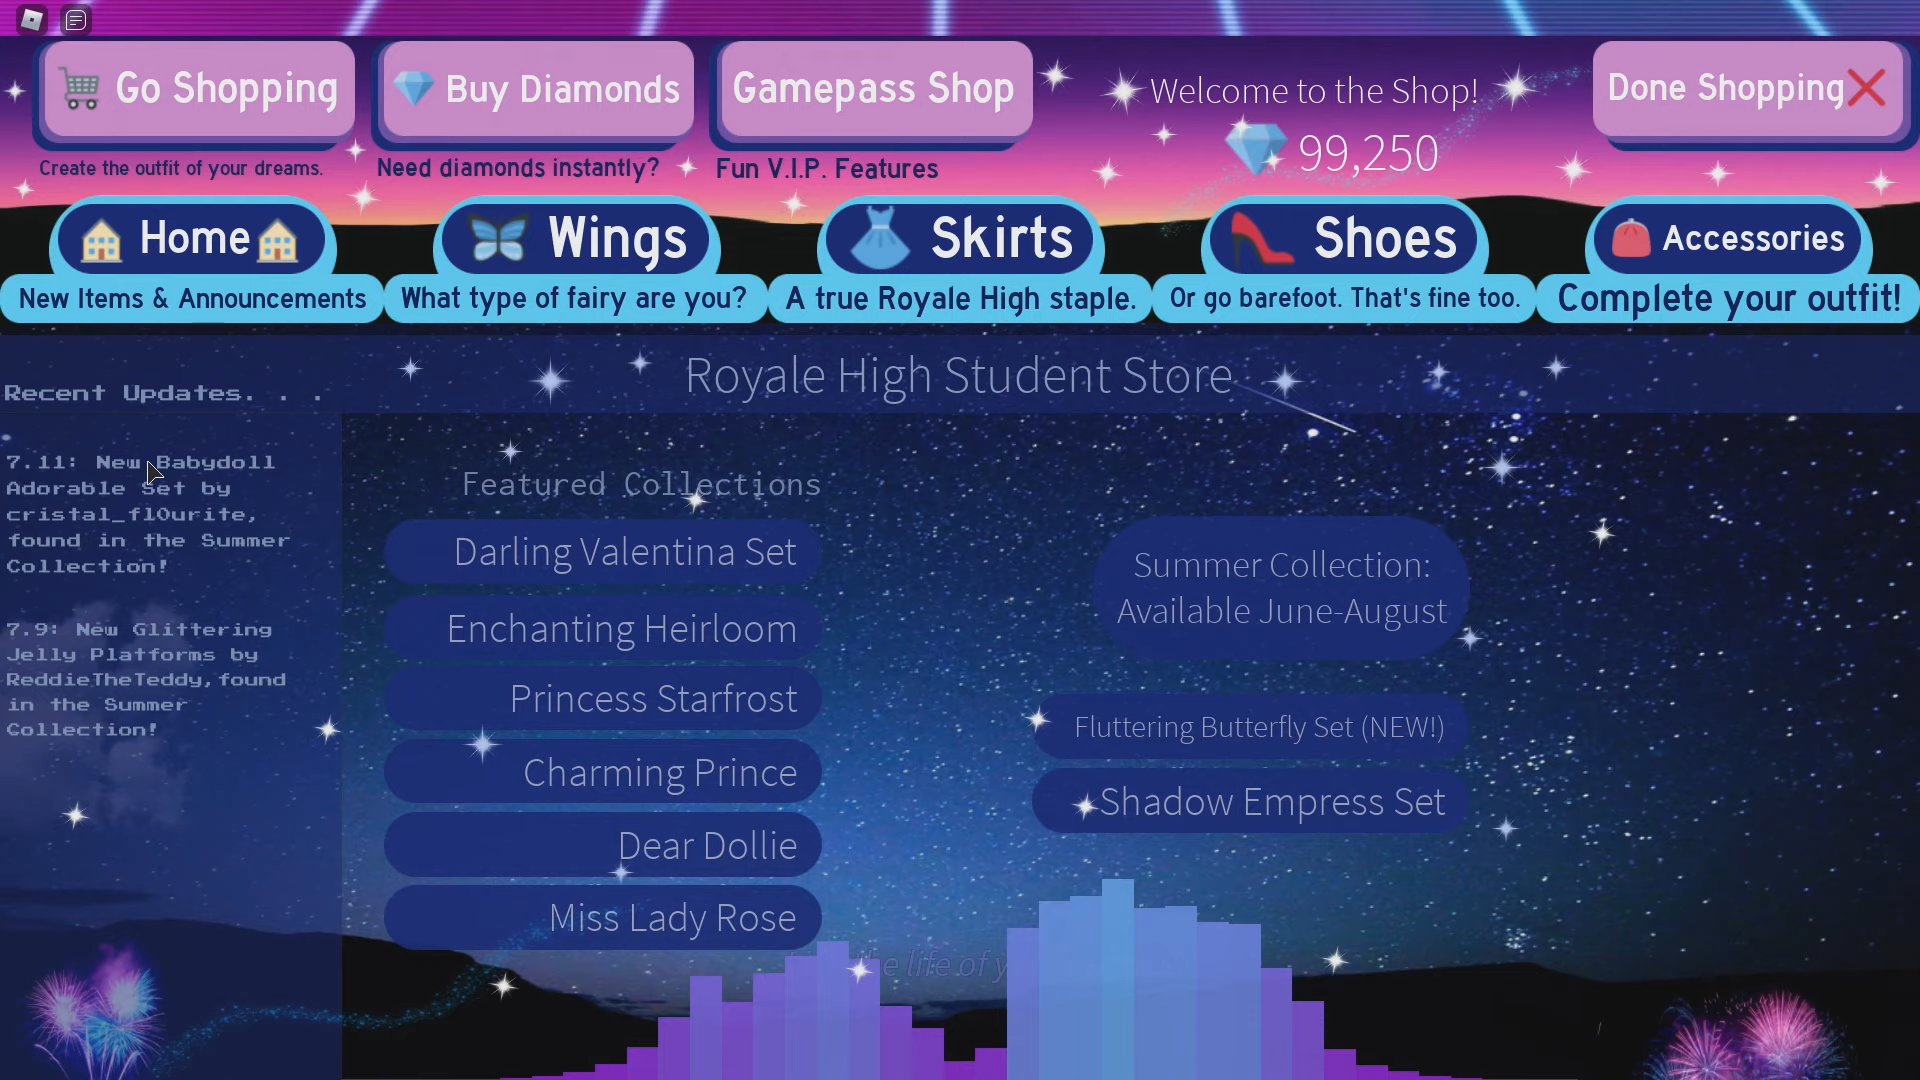 Go Shopping
Buy Diamonds
Gamepass Shop
Welcome to the Shop!
99,250
Done Shopping
Create the outfit of your dreams.
Need diamonds instantly?
Fun V.I.P. Features
Home
Wings
Skirts
Shoes
Accessories
New Items & Announcements
What type of fairy are you?
A true Royale High staple.
Or go barefoot. That's fine too.
Complete your outfit!
Royale High Student Store
Recent Updates. . .
7.11: New Babydoll
Adorable Set by
cristal_fl0urite,
found in the Summer
Collection!
7.9: New Glittering
Jelly Platforms by
ReddieTheTeddy,found
in the Summer
Collection!
Featured Collections
Darling Valentina Set
Enchanting Heirloom
Princess Starfrost
Charming Prince
Dear Dollie
Miss Lady Rose
Summer Collection:
Available June-August
Fluttering Butterfly Set (NEW!)
Shadow Empress Set
life of